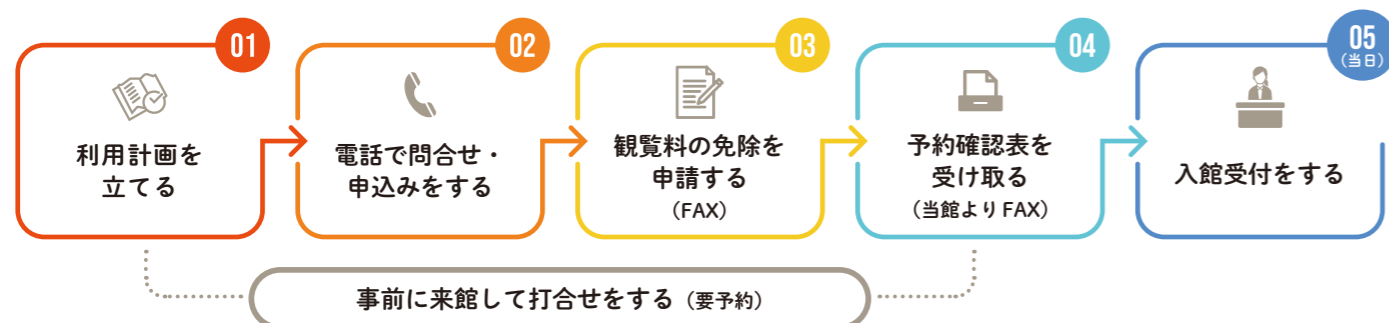 01
利用計画を
立てる
02
電話で問合せ・
申込みをする
03
観覧料の免除を
申請する
（FAX）
04
予約確認表を
受け取る
（当館よりFAX）
05
（当日）
入館受付をする
事前に来館して打合せをする（要予約）